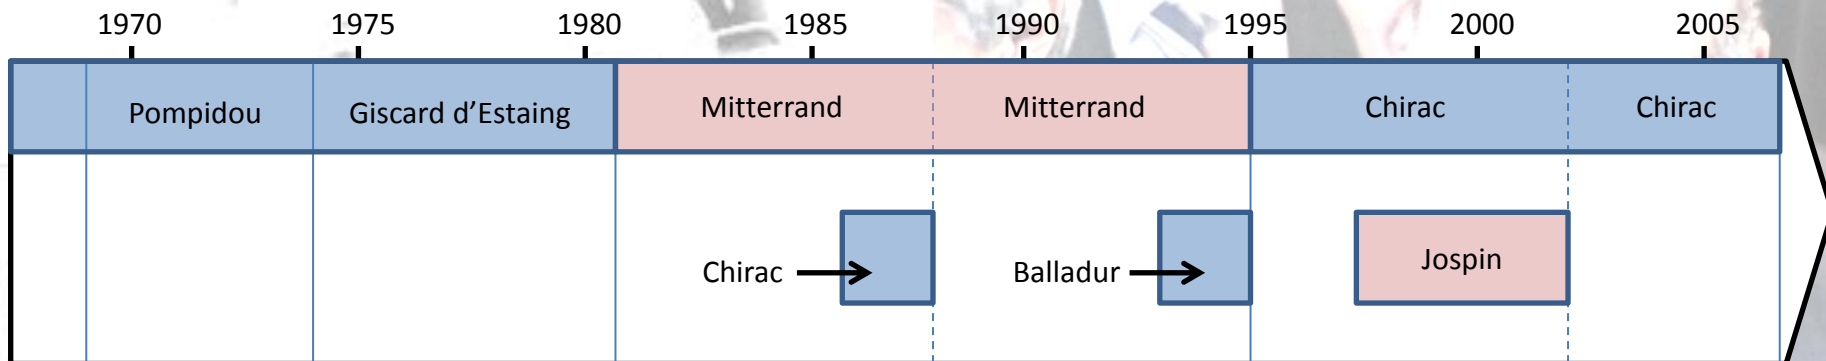 1970 1975 1980 1985 1990 1995 2000 2005
Pompidou Giscard d’Estaing Mitterrand Mitterrand Chirac Chirac
Chirac Balladur Jospin